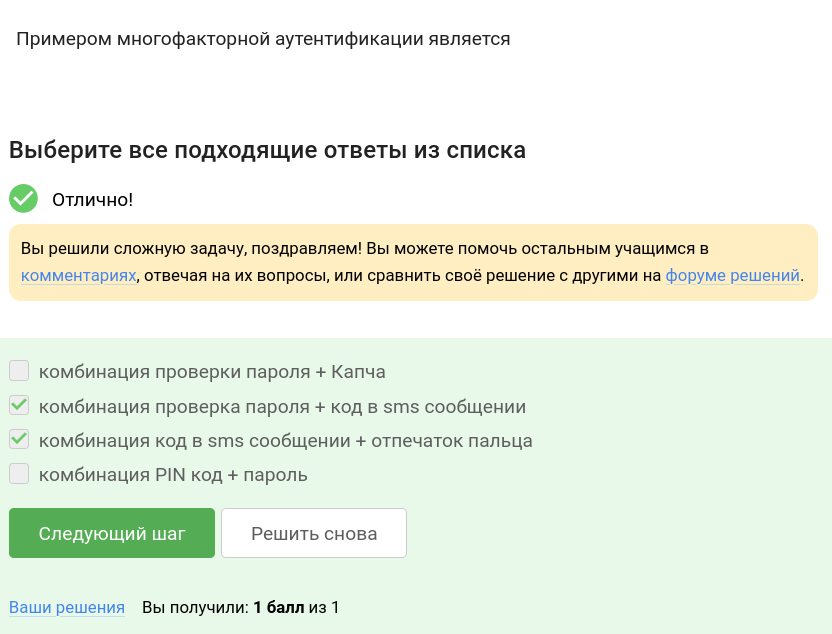 Примером многофакторной аутентификации является
Выберите все подходящие ответы из списка
Отлично!
Вы решили сложную задачу, поздравляем! Вы можете помочь остальным учащимся в
комментариях, отвечая на их вопросы, или сравнить своё решение с другими на форуме решений.
комбинация проверки пароля + Капча
комбинация проверка пароля + код в sms сообщении
комбинация код в sms сообщении + отпечаток пальца
комбинация PIN код + пароль
Следующий шаг Решить снова
Ваши решения Вы получили: 1 балл из 1